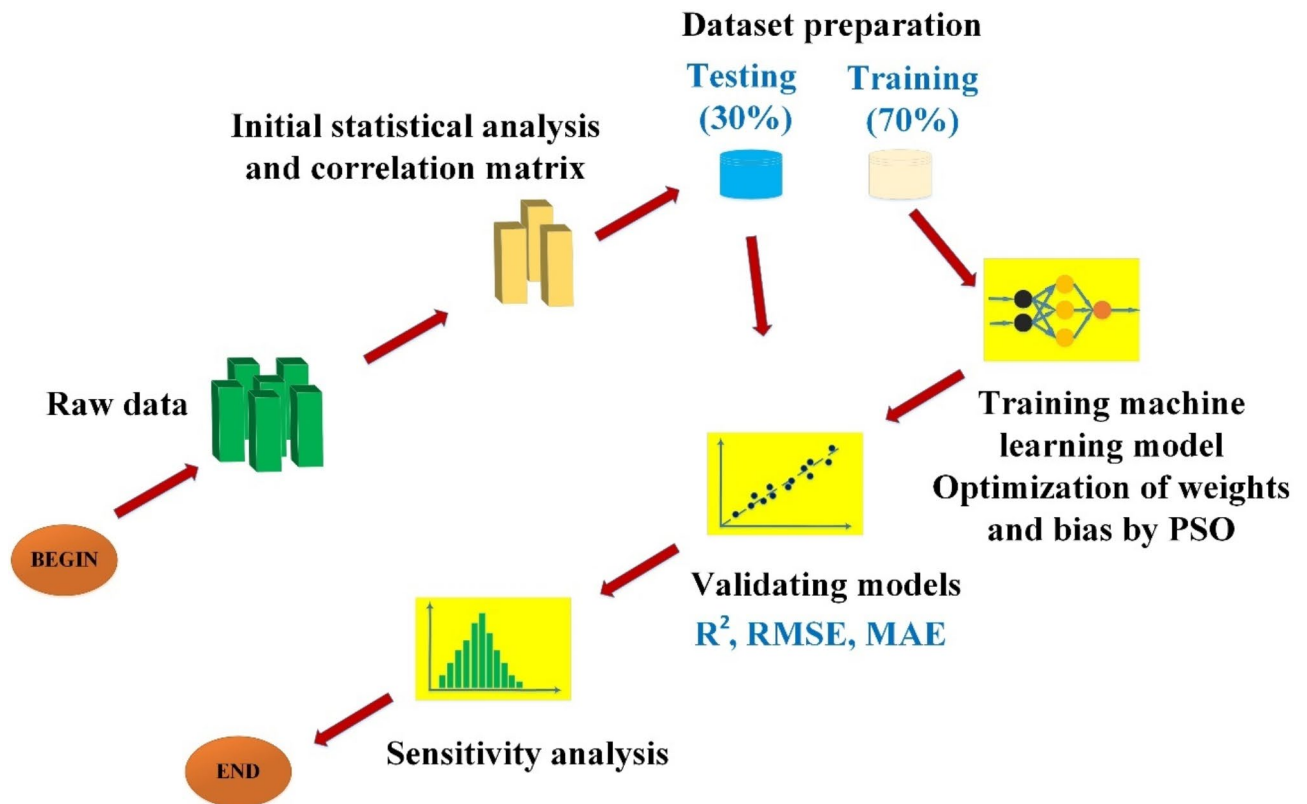 Dataset preparation
Testing
(30%)
Training
(70%)
Initial statistical analysis
and correlation matrix
Raw data
BEGIN
Training machine
learning model
Optimization of weights
and bias by PSO
Validating models
R², RMSE, MAE
Sensitivity analysis
END